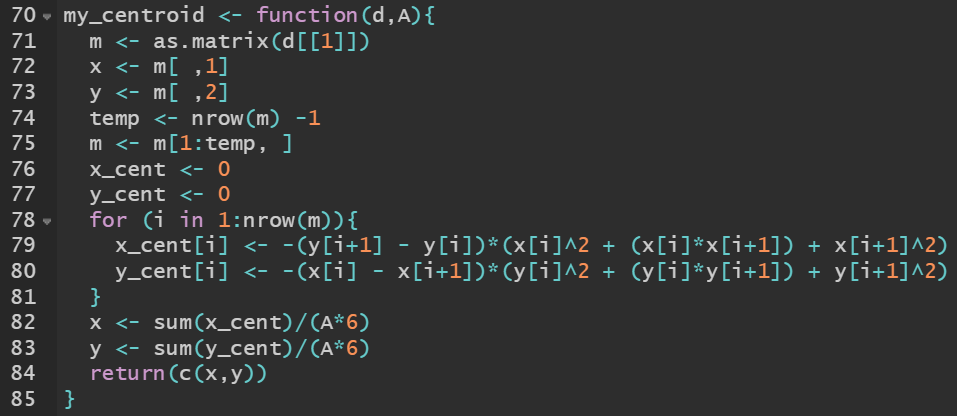 70 my_centroid <- function(d,A){
71   m <- as.matrix(d[[1]])
72   x <- m[ ,1]
73   y <- m[ ,2]
74   temp <- nrow(m) -1
75   m <- m[1:temp, ]
76   x_cent <- 0
77   y_cent <- 0
78   for (i in 1:nrow(m)){
79     x_cent[i] <- -(y[i+1] - y[i])*(x[i]^2 + (x[i]*x[i+1]) + x[i+1]^2)
80     y_cent[i] <- -(x[i] - x[i+1])*(y[i]^2 + (y[i]*y[i+1]) + y[i+1]^2)
81   }
82   x <- sum(x_cent)/(A*6)
83   y <- sum(y_cent)/(A*6)
84   return(c(x,y))
85 }